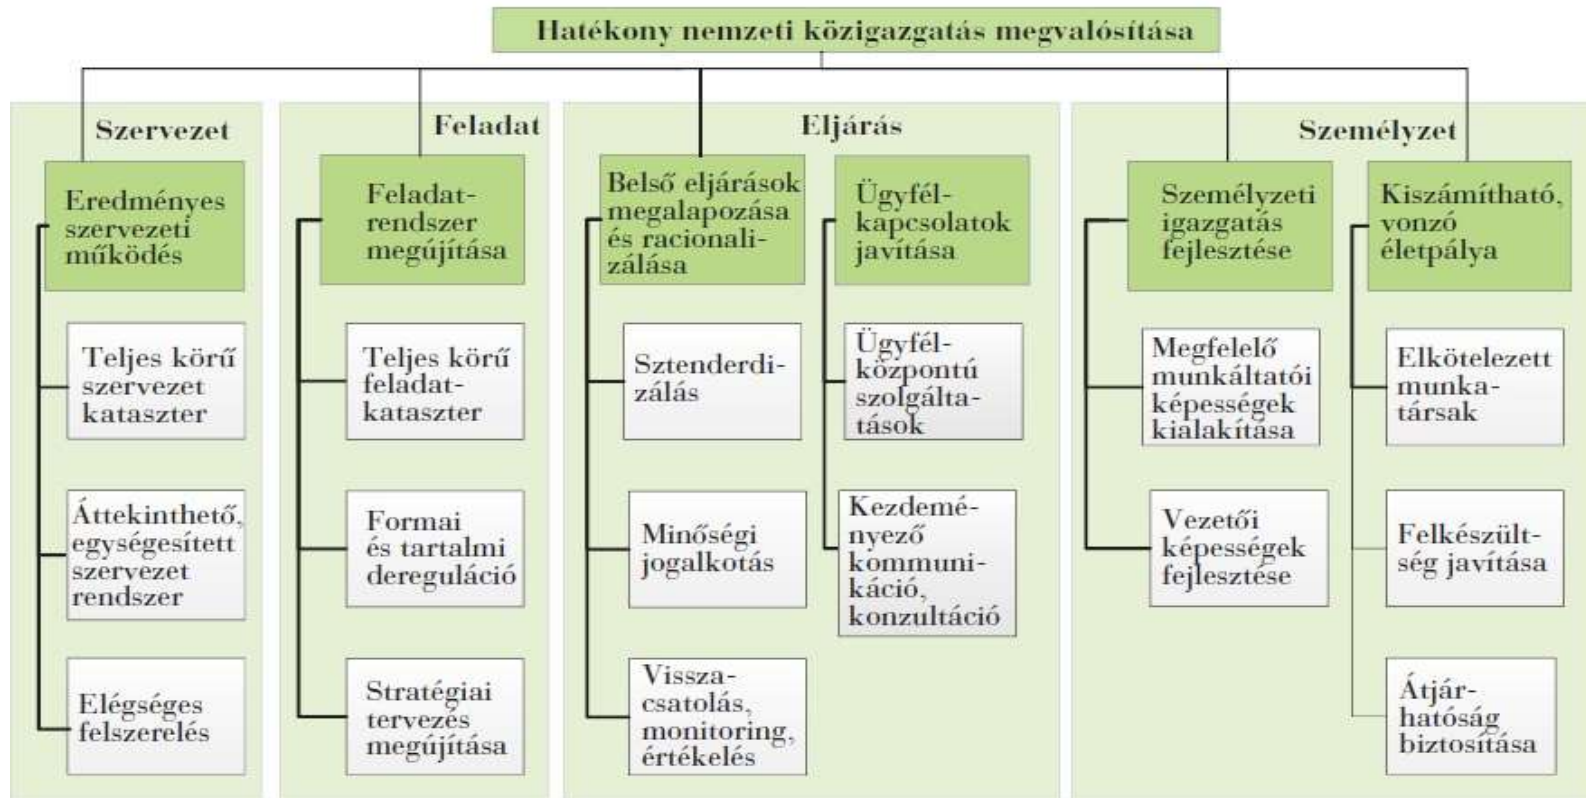 Hatékony nemzeti közigazgatás megvalósítása
Szervezet
Eredményes
szervezeti
működés
Teljes körű
szervezet
kataszter
Áttekinthető,
egységesített
szervezet
rendszer
Elégséges
felszerelés
Feladat
Feladat-
rendszer
megújítása
Teljes körű
feladat-
kataszter
Formai
és tartalmi
dereguláció
Stratégiai
tervezés
megújítása
Eljárás
Belső eljárások
megalapozása
és racionali-
zálása
Sztenderdi-
zálás
Minőségi
jogalkotás
Vissza-
csatolás,
monitoring,
értékelés
Ügyfél-
kapcsolatok
javítása
Ügyfél-
központú
szolgálta-
tások
Kezdemé-
nyező
kommuni-
káció,
konzultáció
Személyzet
Személyzeti
igazgatás
fejlesztése
Megfelelő
munkáltatói
képességek
kialakítása
Vezetői
képességek
fejlesztése
Kiszámítható,
vonzó
életpálya
Elkötelezett
munka-
társak
Felkészült-
ség javítása
Átjár-
hatóság
biztosítása